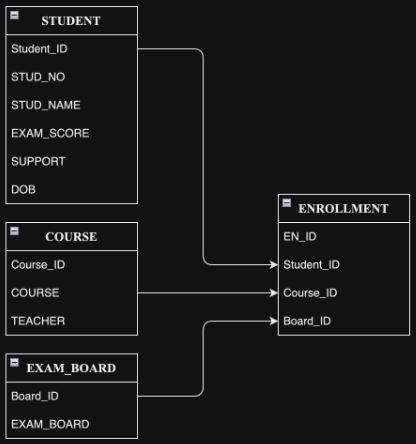 STUDENT
Student_ID
STUD_NO
STUD_NAME
EXAM_SCORE
SUPPORT
DOB
COURSE
Course_ID
COURSE
TEACHER
EXAM_BOARD
Board_ID
EXAM_BOARD
ENROLLMENT
EN_ID
Student_ID
Course_ID
Board_ID